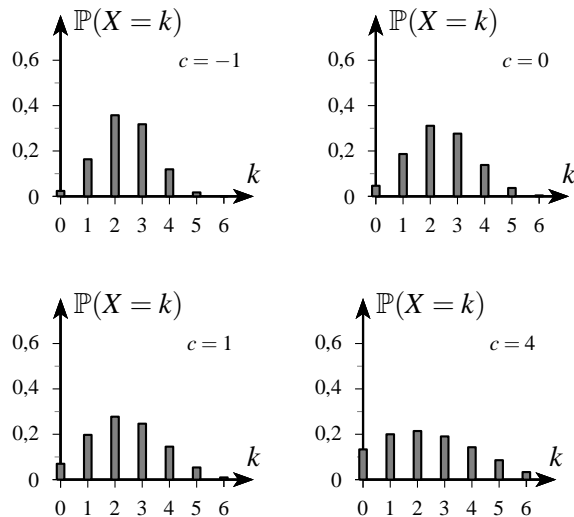 ℙ(X = k)
c = −1
0,6
0,4
0,2
0
k
0 1 2 3 4 5 6
ℙ(X = k)
c = 0
0,6
0,4
0,2
0
k
0 1 2 3 4 5 6
ℙ(X = k)
c = 1
0,6
0,4
0,2
0
k
0 1 2 3 4 5 6
ℙ(X = k)
c = 4
0,6
0,4
0,2
0
k
0 1 2 3 4 5 6